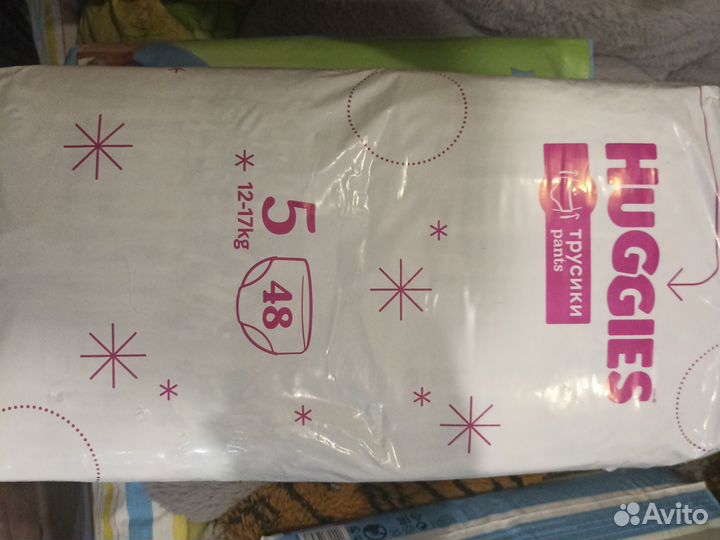 HUGGIES
трусики
pants
5
12-17kg
48
Avito